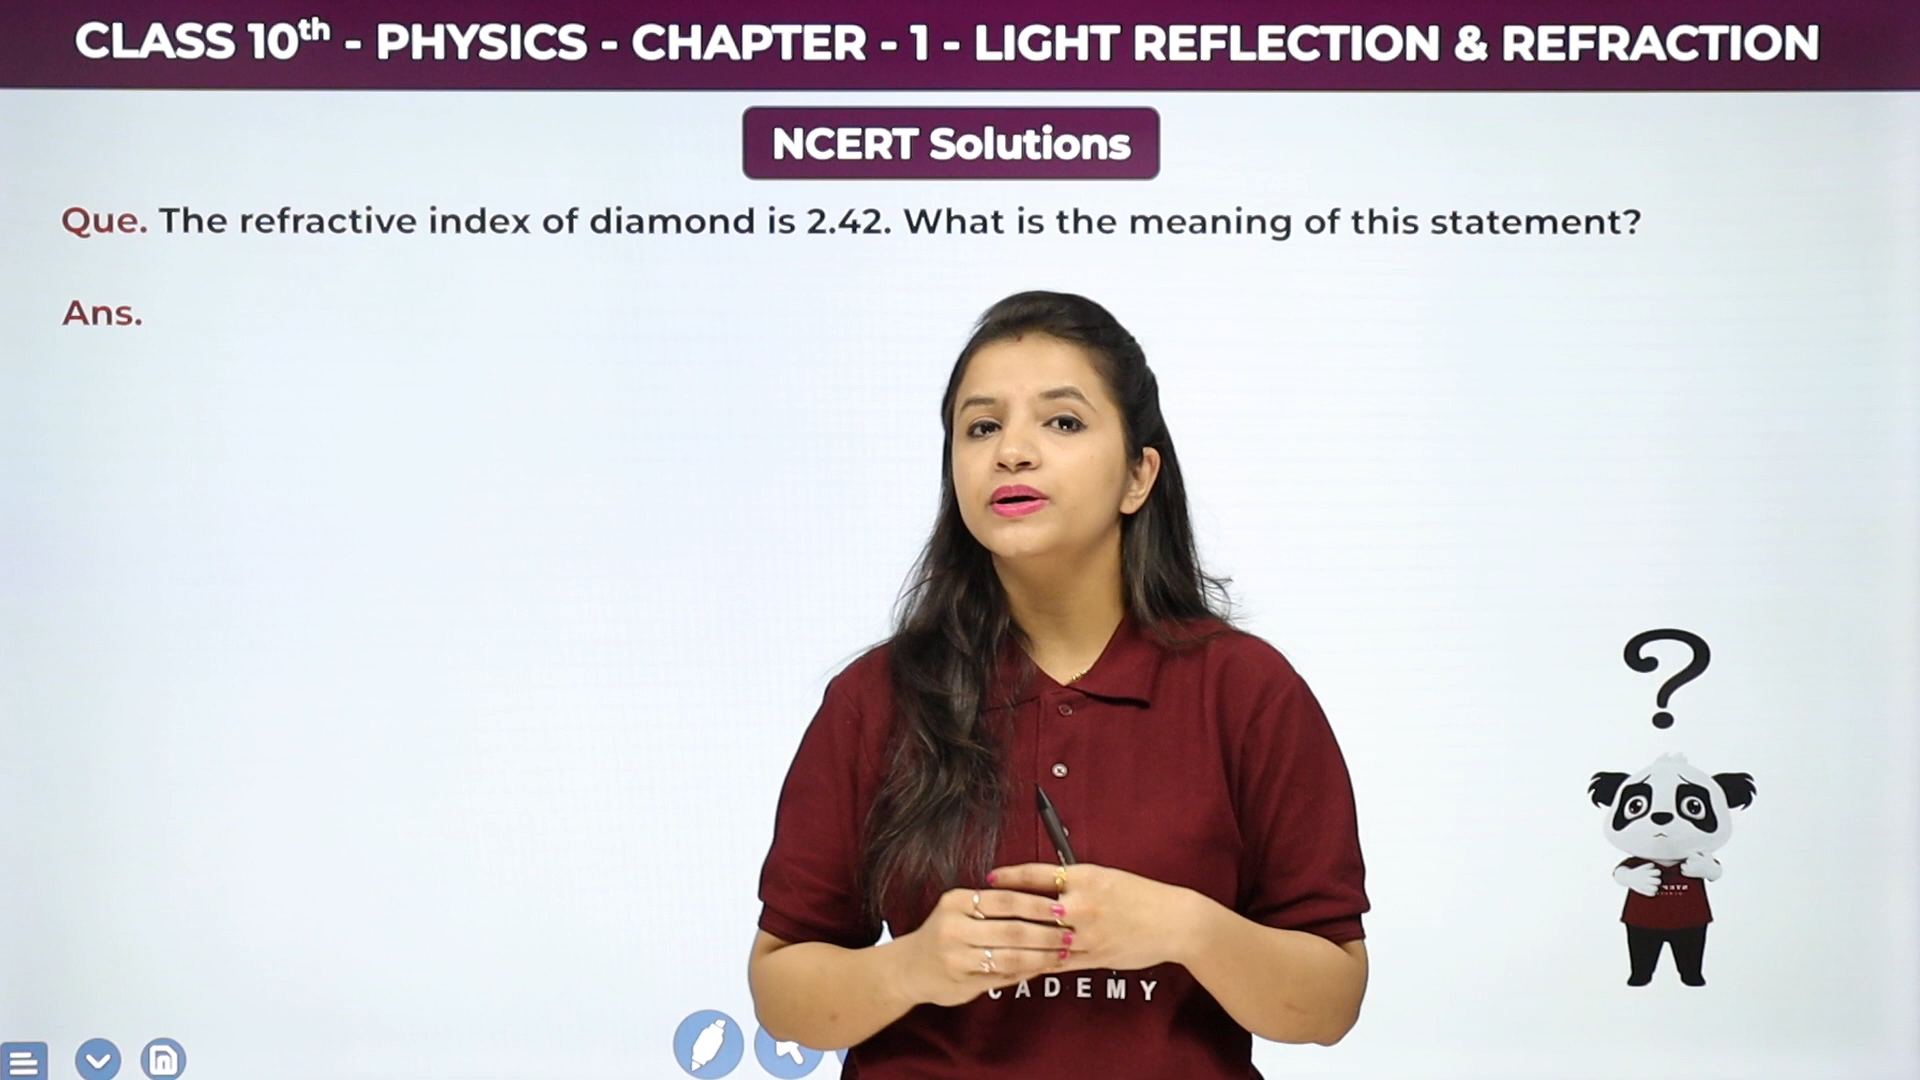 CLASS 10th - PHYSICS - CHAPTER - 1 - LIGHT REFLECTION & REFRACTION
NCERT Solutions
Que. The refractive index of diamond is 2.42. What is the meaning of this statement?
Ans.
?
CADEMY